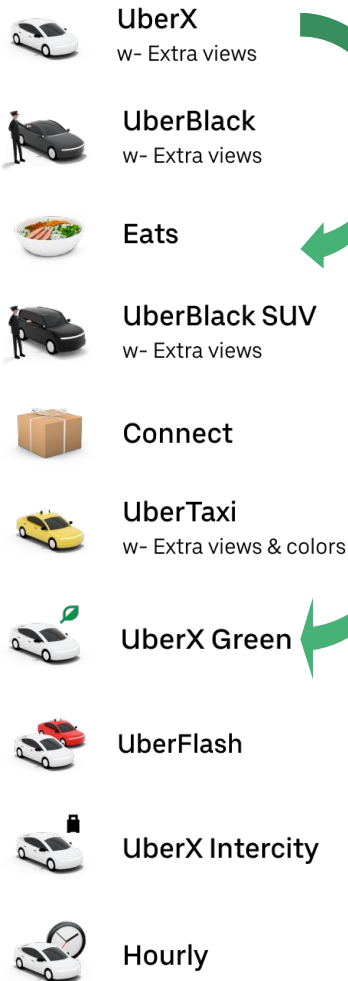 UberX
w- Extra views
UberBlack
w- Extra views
Eats
UberBlack SUV
w- Extra views
Connect
UberTaxi
w- Extra views & colors
UberX Green
UberFlash
UberX Intercity
Hourly